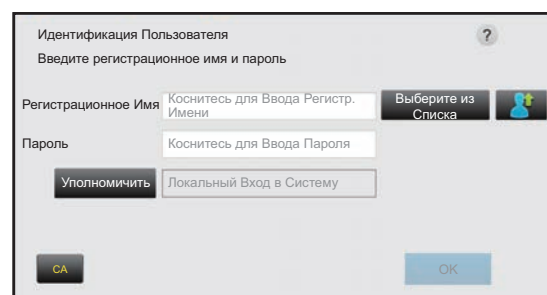 Идентификация Пользователя
?
Введите регистрационное имя и пароль
Регистрационное Имя
Коснитесь для Ввода Регистр.
Имени
Выберите из
Списка
Пароль
Коснитесь для Ввода Пароля
Уполномичить
Локальный Вход в Систему
CA
OK